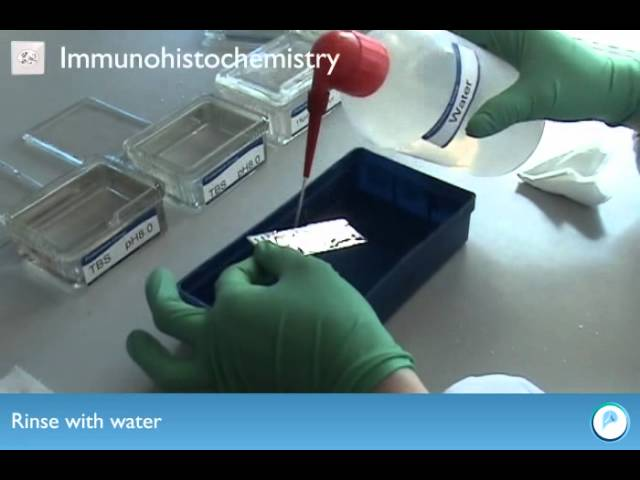 Immunohistochemistry
Water
TBS pH8.0
TBS pH8.0
Rinse with water